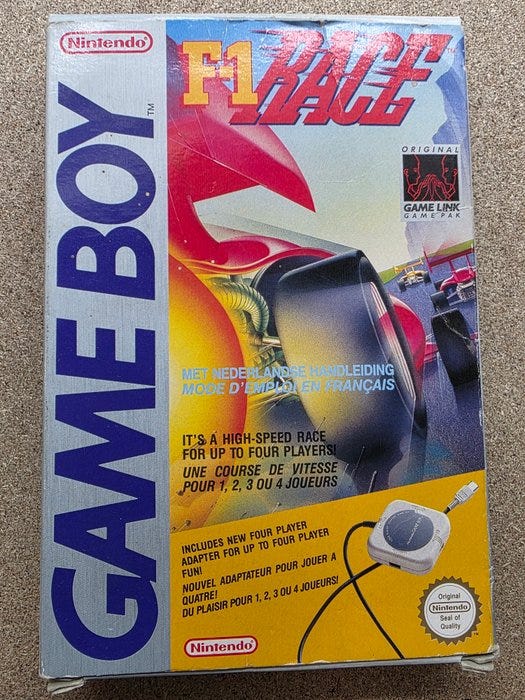 Nintendo
GAME BOY
TM
F-1 RACE
ORIGINAL
GAME LINK
GAME PAK
MET NEDERLANDSE HANDLEIDING
MODE D'EMPLOI EN FRANÇAIS
IT'S A HIGH-SPEED RACE
FOR UP TO FOUR PLAYERS!
UNE COURSE DE VITESSE
POUR 1, 2, 3 OU 4 JOUEURS
INCLUDES NEW FOUR PLAYER
ADAPTER FOR UP TO FOUR PLAYER
FUN!
NOUVEL ADAPTATEUR POUR JOUER A
QUATRE!
DU PLAISIR POUR 1, 2, 3 OU 4 JOUEURS!
Nintendo
Original
Nintendo
Seal of
Quality